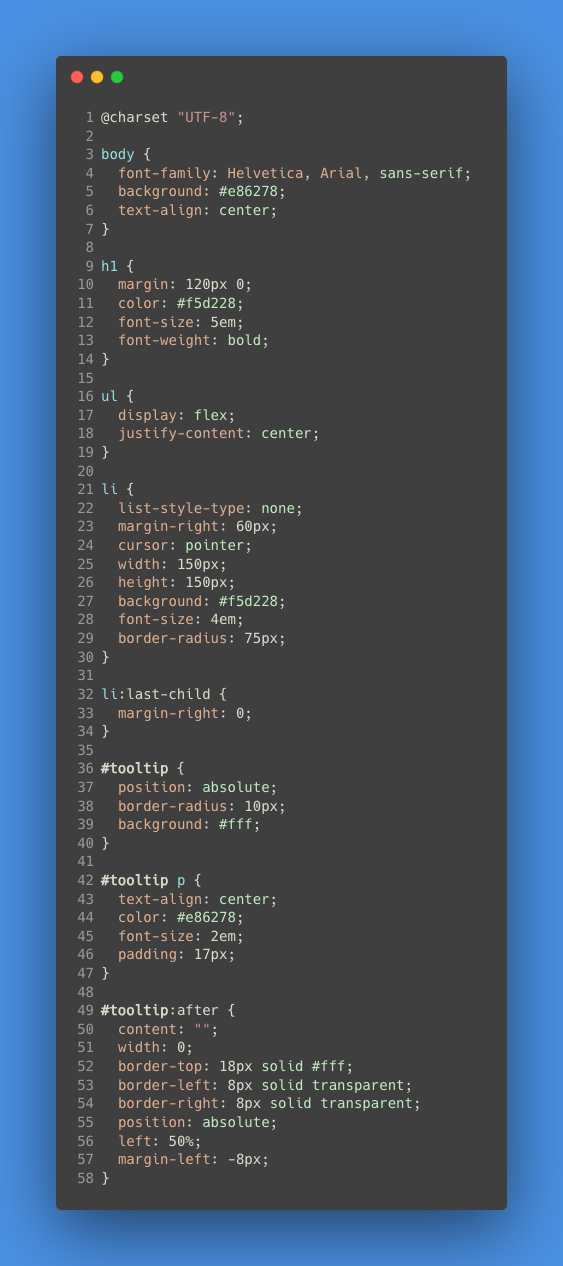 1 @charset "UTF-8";
2
3 body {
4   font-family: Helvetica, Arial, sans-serif;
5   background: #e86278;
6   text-align: center;
7 }
8
9 h1 {
10   margin: 120px 0;
11   color: #f5d228;
12   font-size: 5em;
13   font-weight: bold;
14 }
15
16 ul {
17   display: flex;
18   justify-content: center;
19 }
20
21 li {
22   list-style-type: none;
23   margin-right: 60px;
24   cursor: pointer;
25   width: 150px;
26   height: 150px;
27   background: #f5d228;
28   font-size: 4em;
29   border-radius: 75px;
30 }
31
32 li:last-child {
33   margin-right: 0;
34 }
35
36 #tooltip {
37   position: absolute;
38   border-radius: 10px;
39   background: #fff;
40 }
41
42 #tooltip p {
43   text-align: center;
44   color: #e86278;
45   font-size: 2em;
46   padding: 17px;
47 }
48
49 #tooltip:after {
50   content: "";
51   width: 0;
52   border-top: 18px solid #fff;
53   border-left: 8px solid transparent;
54   border-right: 8px solid transparent;
55   position: absolute;
56   left: 50%;
57   margin-left: -8px;
58 }